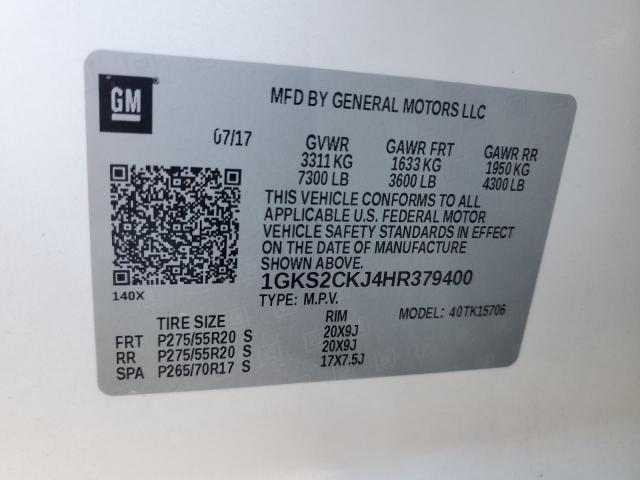 GM
MFD BY GENERAL MOTORS LLC
07/17 GVWR GAWR FRT GAWR RR
3311 KG 1633 KG 1950 KG
7300 LB 3600 LB 4300 LB
THIS VEHICLE CONFORMS TO ALL
APPLICABLE U.S. FEDERAL MOTOR
VEHICLE SAFETY STANDARDS IN EFFECT
ON THE DATE OF MANUFACTURE
SHOWN ABOVE.
1GKS2CKJ4HR379400
140X
TYPE: M.P.V. MODEL: 40TK15706
TIRE SIZE RIM
FRT P275/55R20 S 20X9J
RR P275/55R20 S 20X9J
SPA P265/70R17 S 17X7.5J